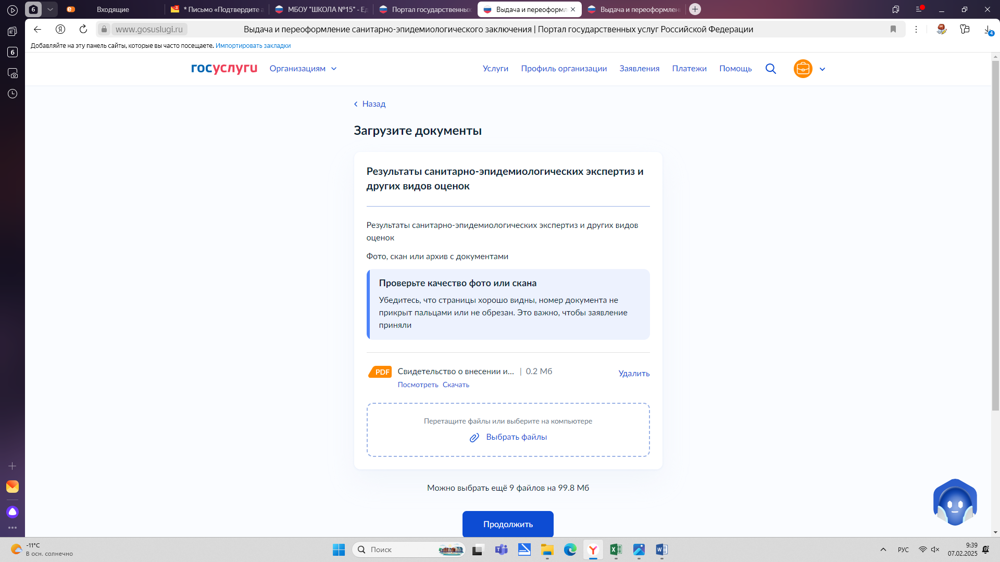 6
Входящие
* Письмо «Подтвердите а
МБОУ "ШКОЛА №15" - Ед
Портал государственных
Выдача и переоформл
Выдача и переоформлен
www.gosuslugi.ru
Выдача и переоформление санитарно-эпидемиологического заключения | Портал государственных услуг Российской Федерации
4
Добавляйте на эту панель сайты, которые вы часто посещаете. Импортировать закладки
6
госуслуги
Организациям
Услуги
Профиль организации
Заявления
Платежи
Помощь
Назад
Загрузите документы
Результаты санитарно-эпидемиологических экспертиз и
других видов оценок
Результаты санитарно-эпидемиологических экспертиз и других видов
оценок
Фото, скан или архив с документами
Проверьте качество фото или скана
Убедитесь, что страницы хорошо видны, номер документа не
прикрыт пальцами или не обрезан. Это важно, чтобы заявление
приняли
PDF
Свидетельство о внесении и... | 0.2 Мб
Удалить
Посмотреть Скачать
Перетащите файлы или выберите на компьютере
Выбрать файлы
Можно выбрать ещё 9 файлов на 99.8 Мб
Продолжить
-11°C
В осн. солнечно
Поиск
РУС
9:39
07.02.2025